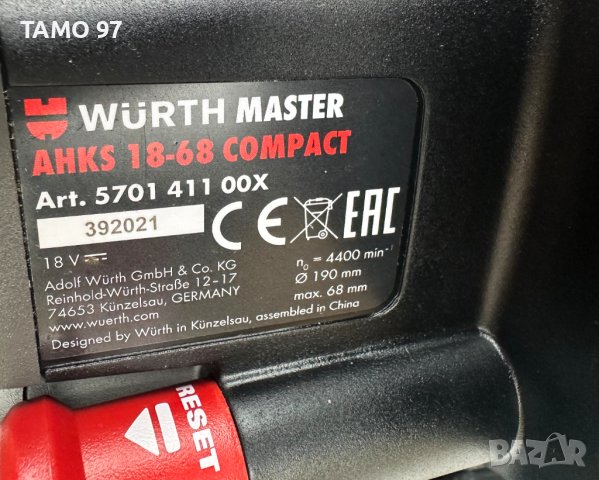 TAMO 97
WÜRTH MASTER
AHKS 18-68 COMPACT
Art. 5701 411 00X
392021
CE EAC
18 V
n₀ = 4400 min⁻¹
Ø 190 mm
max. 68 mm
Adolf Würth GmbH & Co. KG
Reinhold-Würth-Straße 12-17
74653 Künzelsau, GERMANY
www.wuerth.com
Designed by Würth in Künzelsau, assembled in China
RESET
BAZAR